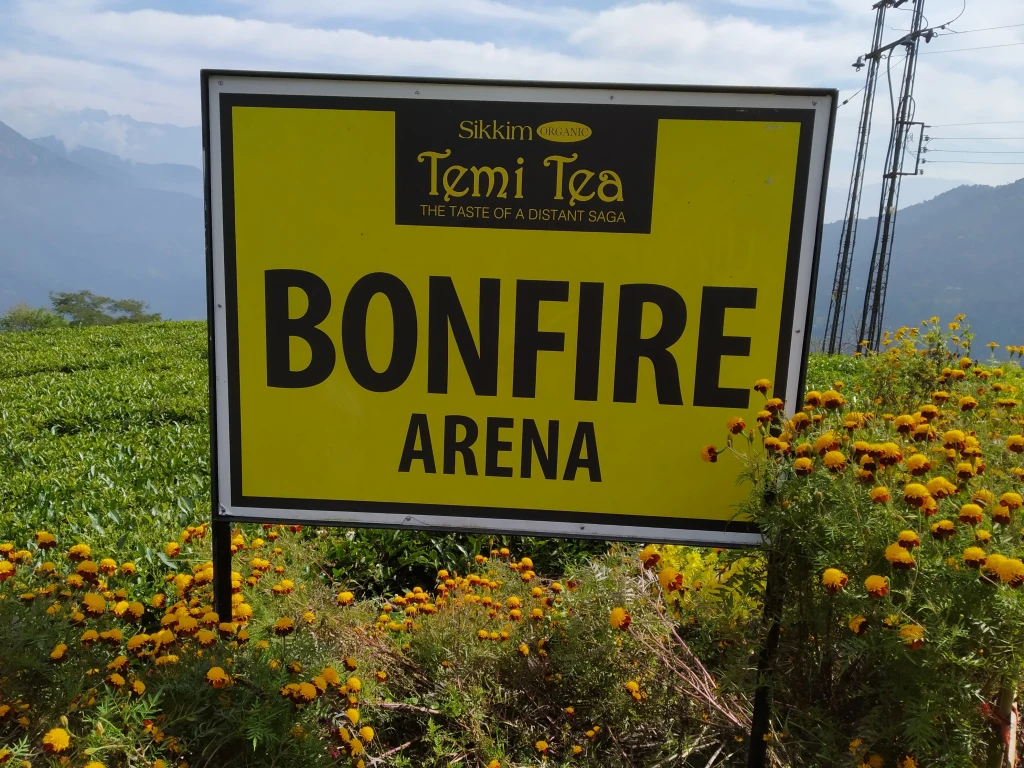 Sikkim ORGANIC
Temi Tea
THE TASTE OF A DISTANT SAGA
BONFIRE
ARENA